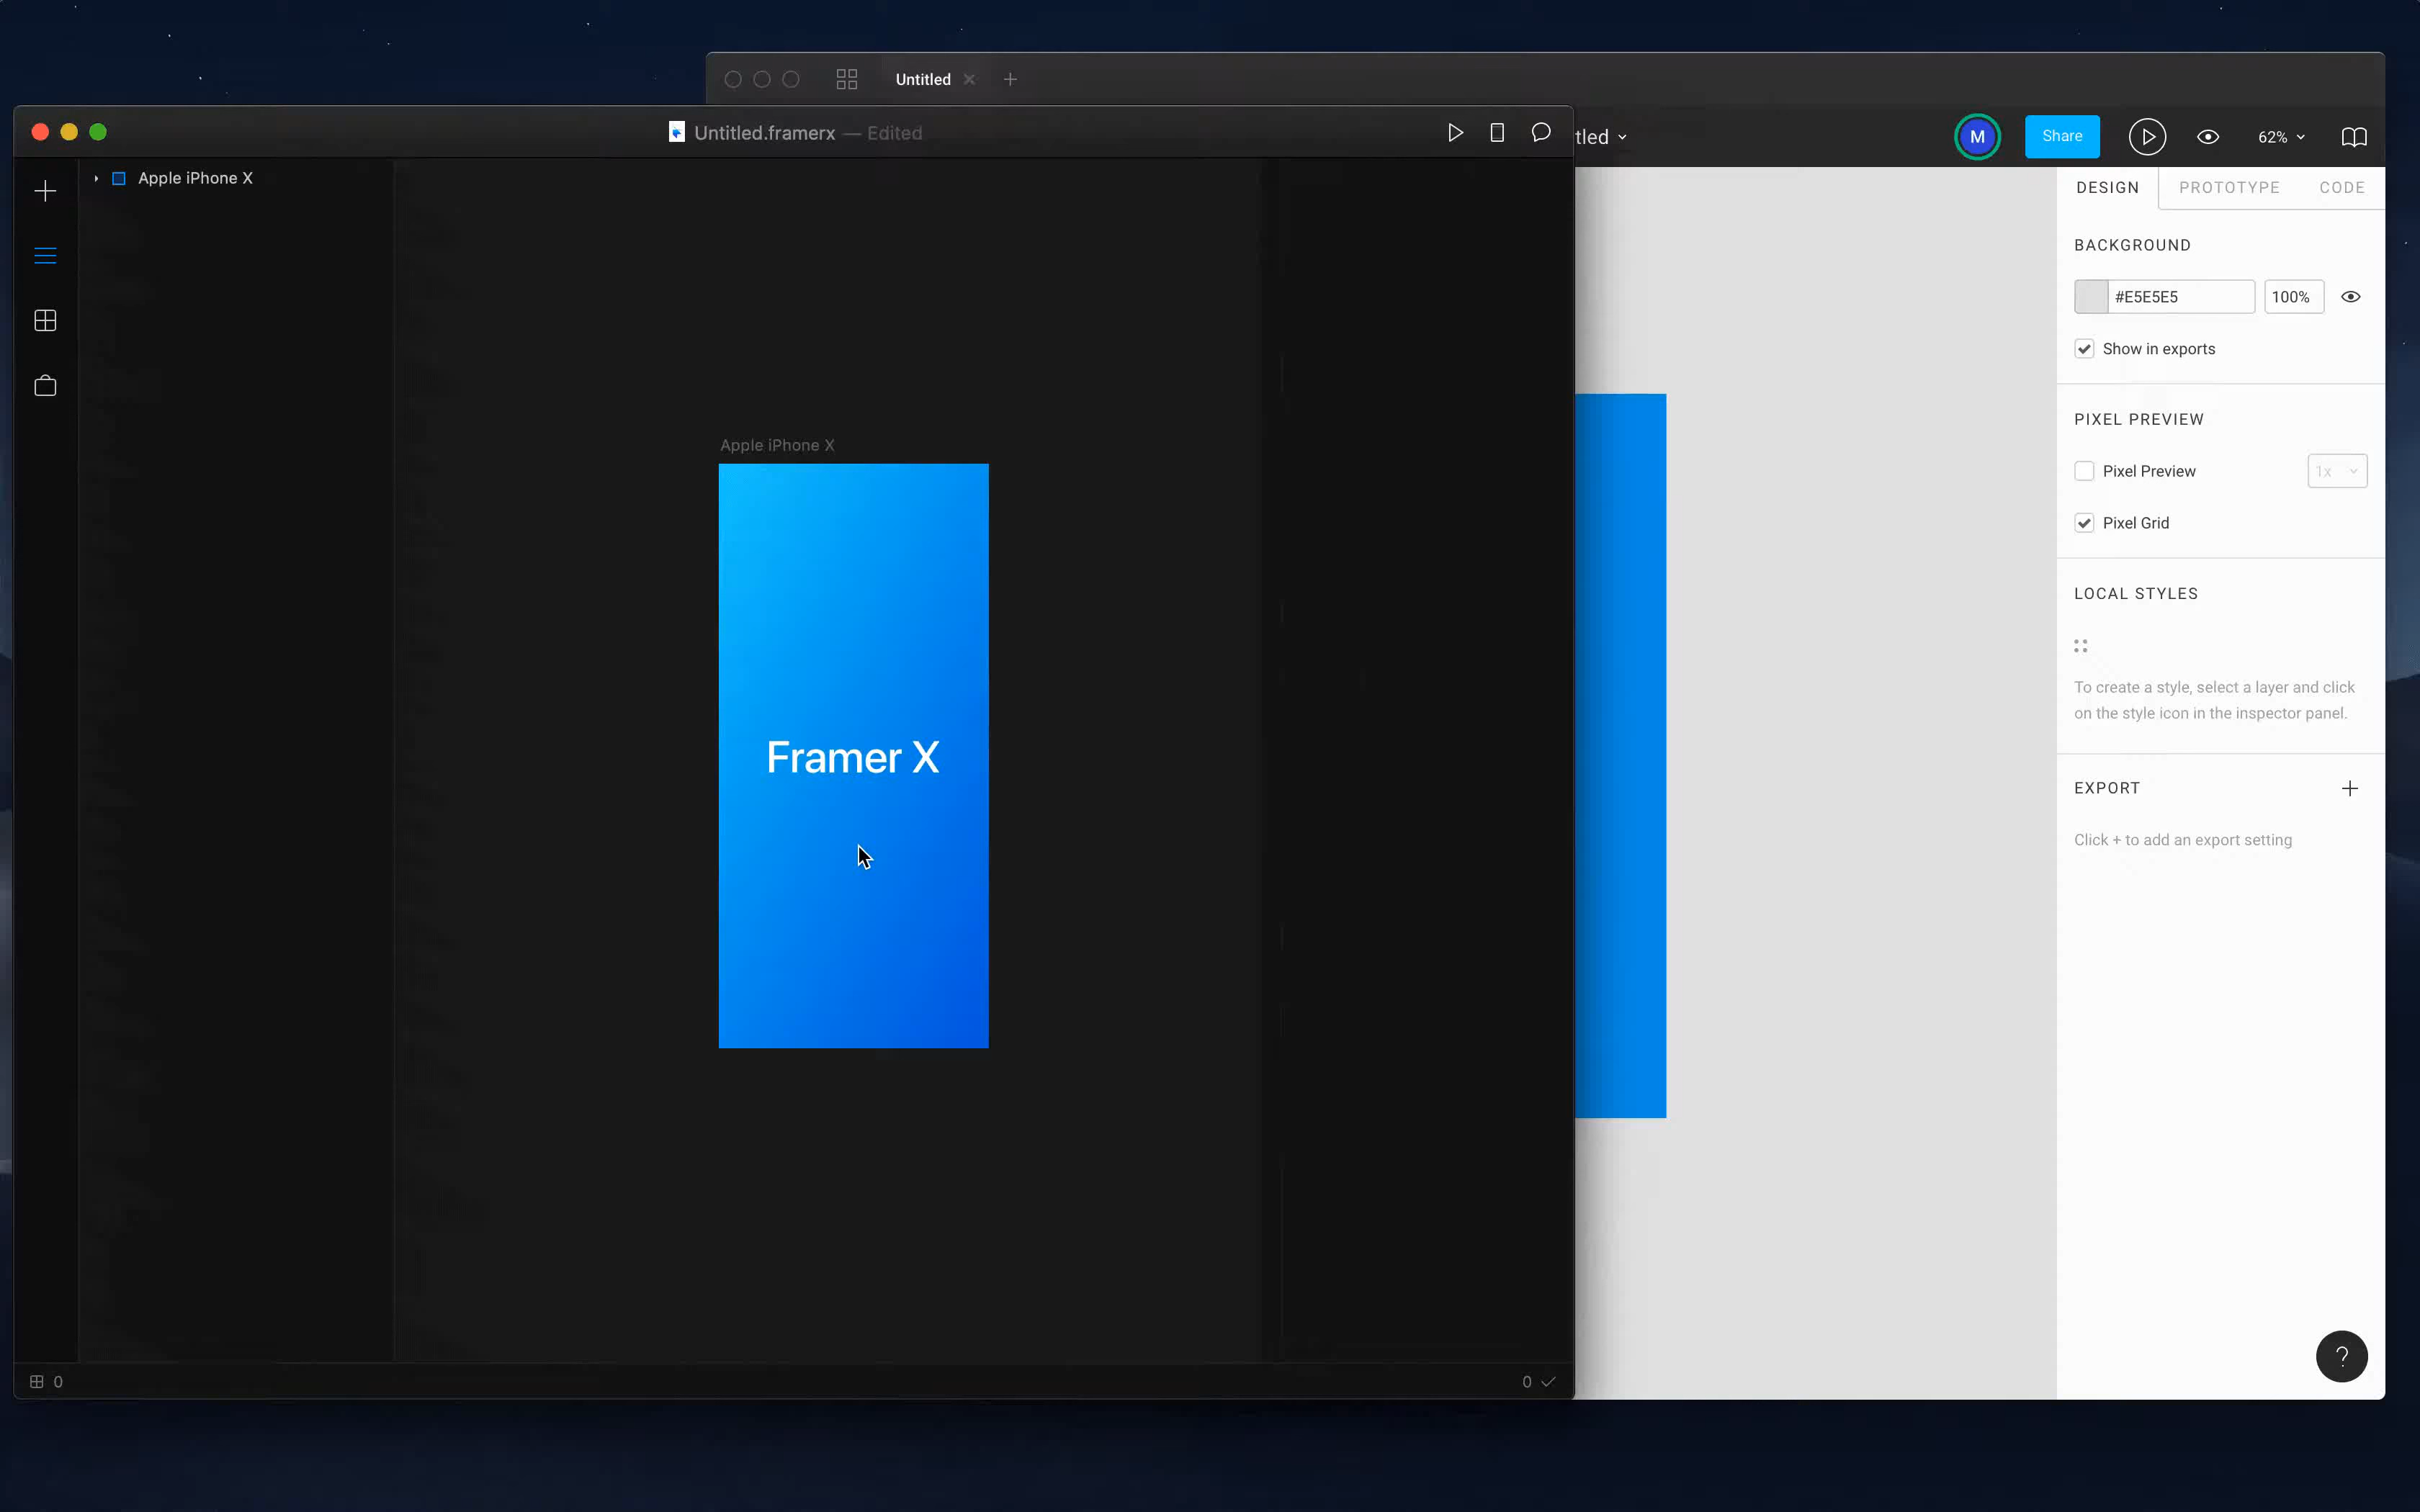 Untitled
Untitled.framerx — Edited
tled
M
Share
62%
Apple iPhone X
DESIGN
PROTOTYPE
CODE
BACKGROUND
#E5E5E5
100%
Show in exports
PIXEL PREVIEW
Apple iPhone X
Pixel Preview
1x
Pixel Grid
LOCAL STYLES
To create a style, select a layer and click
on the style icon in the inspector panel.
Framer X
EXPORT
Click + to add an export setting
?
0
0